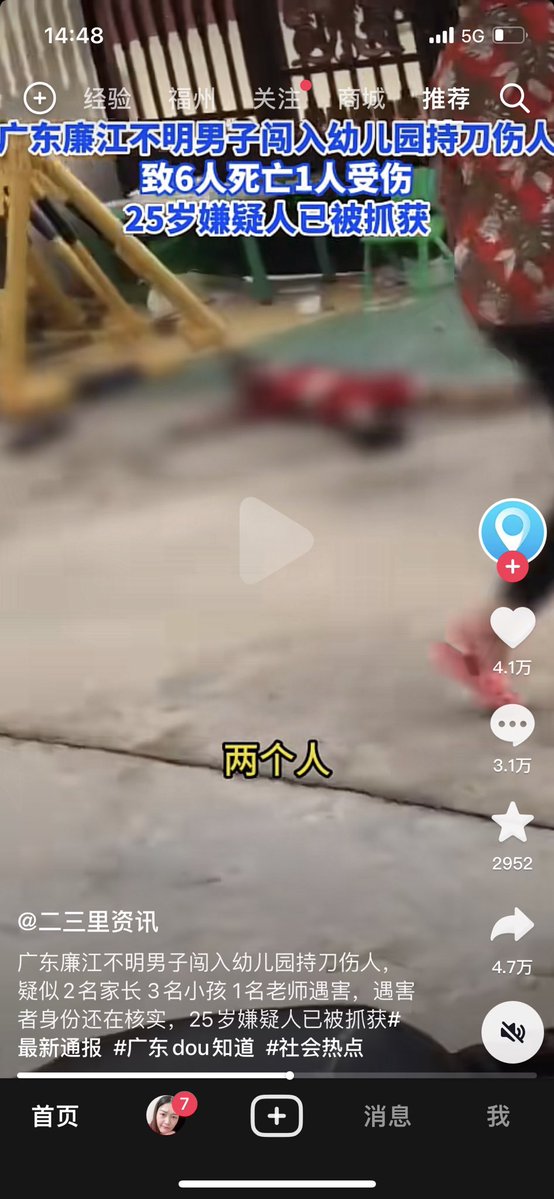 14:48
5G
经验
福州
关注
商城
推荐
广东廉江不明男子闯入幼儿园持刀伤人
致6人死亡1人受伤
25岁嫌疑人已被抓获
4.1万
3.1万
两个人
2952
@二三里资讯
4.7万
广东廉江不明男子闯入幼儿园持刀伤人，
疑似2名家长3名小孩1名老师遇害，遇害
者身份还在核实，25岁嫌疑人已被抓获#
最新通报 #广东dou知道 #社会热点
首页
7
消息
我